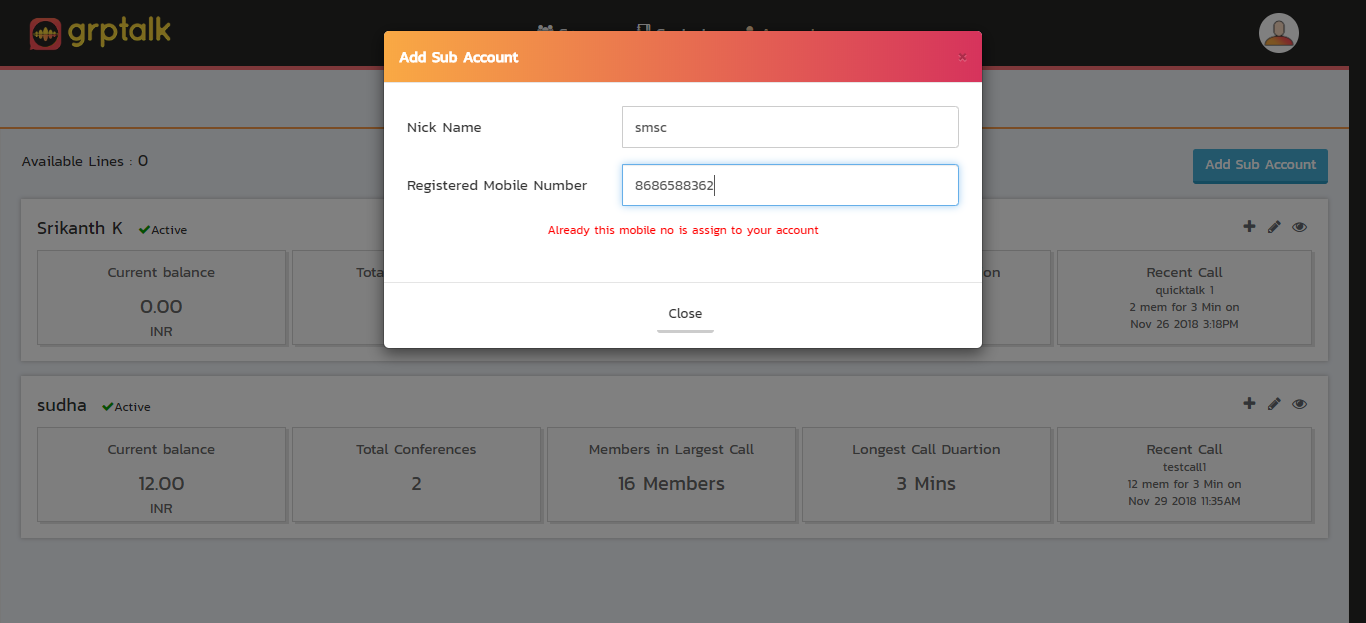 grptalk
Add Sub Account
×
Nick Name
smsc
Registered Mobile Number
8686588362
Already this mobile no is assign to your account
Close
Available Lines : 0
Add Sub Account
Srikanth K
Active
Current balance
0.00
INR
Tota
on
Recent Call
quicktalk 1
2 mem for 3 Min on
Nov 26 2018 3:18PM
sudha
Active
Current balance
12.00
INR
Total Conferences
2
Members in Largest Call
16 Members
Longest Call Duartion
3 Mins
Recent Call
testcall1
12 mem for 3 Min on
Nov 29 2018 11:35AM